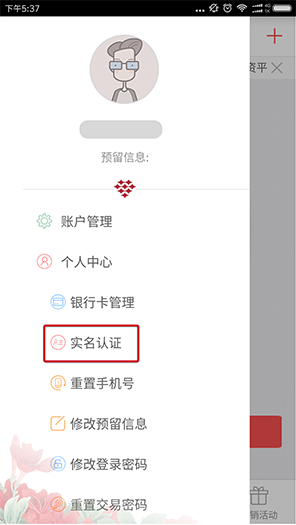 下午5:37
4G
1K
资平
预留信息:
账户管理
个人中心
银行卡管理
实名认证
重置手机号
修改预留信息
修改登录密码
重置交易密码
销活动